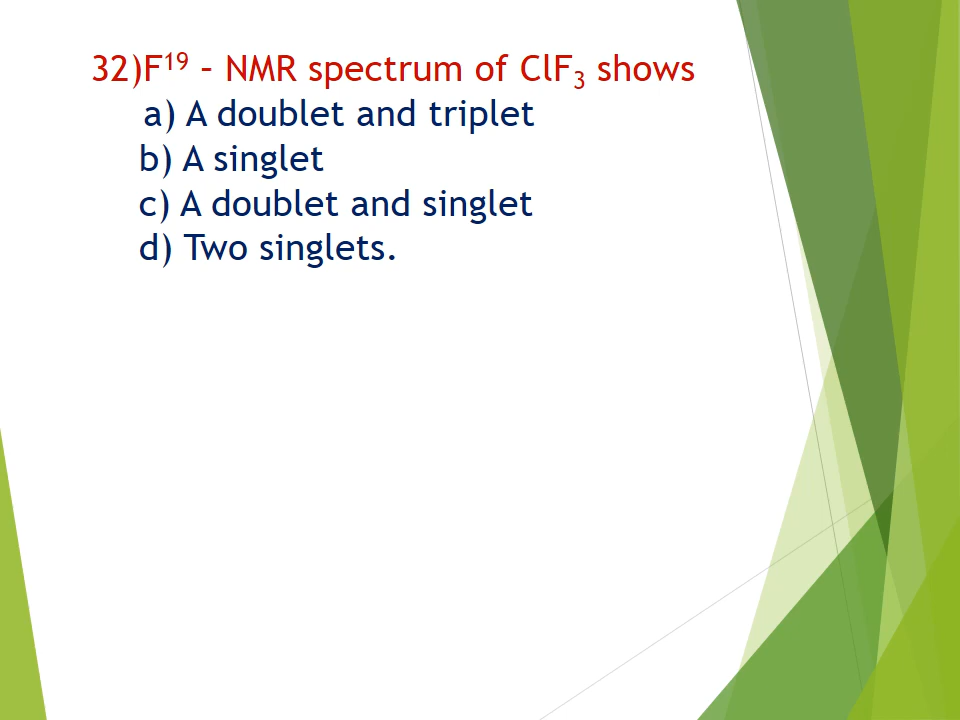 32)F¹⁹ – NMR spectrum of ClF₃ shows
a) A doublet and triplet
b) A singlet
c) A doublet and singlet
d) Two singlets.